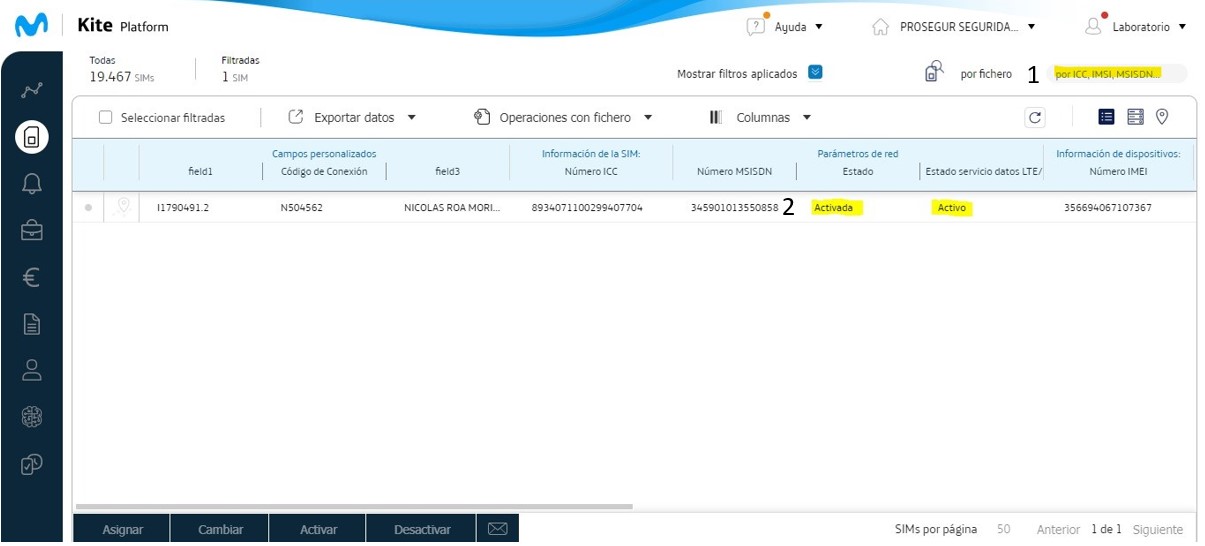 Kite Platform
Ayuda
PROSEGUR SEGURIDA...
Laboratorio
Todas
19.467 SIMs
Filtradas
1 SIM
Mostrar filtros aplicados
por fichero
1
por ICC, IMSI, MSISDN...
Seleccionar filtradas
Exportar datos
Operaciones con fichero
Columnas
Campos personalizados
Información de la SIM:
Parámetros de red
Información de dispositivos:
field1
Código de Conexión
field3
Número ICC
Número MSISDN
Estado
Estado servicio datos LTE/
Número IMEI
I1790491.2
N504562
NICOLAS ROA MORI...
8934071100299407704
345901013550858
2
Activada
Activo
356694067107367
Asignar
Cambiar
Activar
Desactivar
SIMs por página
50
Anterior
1 de 1
Siguiente